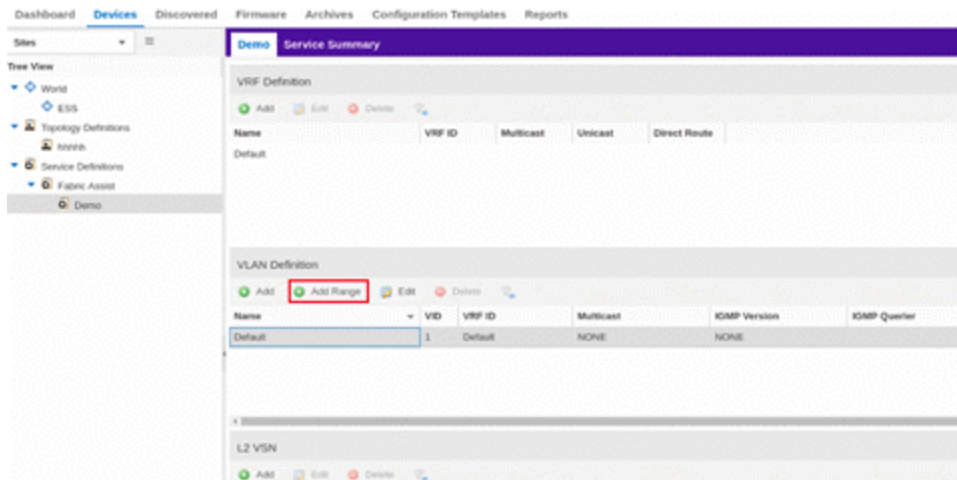 Dashboard Devices Discovered Firmware Archives Configuration Templates Reports
Sites
Demo Service Summary
Tree View
World
ESS
Topology Definitions
hhhhh
Service Definitions
Fabric Assist
Demo
VRF Definition
Add Edit Delete
Name VRF ID Multicast Unicast Direct Route
Default
VLAN Definition
Add Add Range Edit Delete
Name VID VRF ID Multicast IGMP Version IGMP Querier
Default 1 Default NONE NONE
L2 VSN
Add Edit Delete